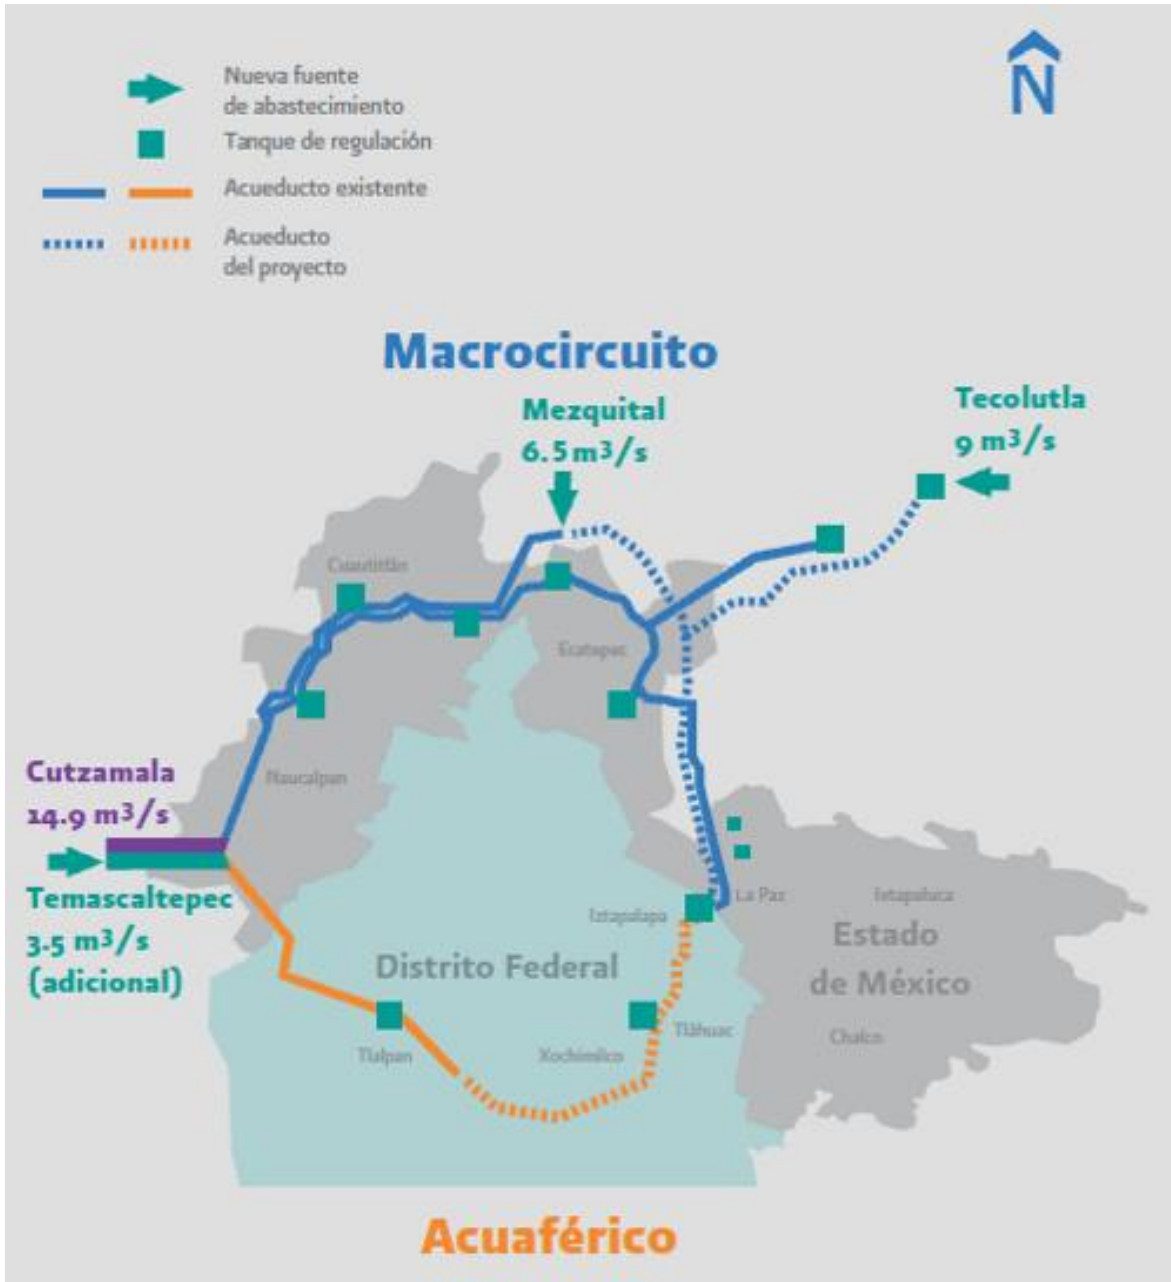 Nueva fuente
de abastecimiento
N
Tanque de regulación
Acueducto existente
Acueducto
del proyecto
Macrocircuito
Mezquital
6.5 m³/s
Tecolutla
9 m³/s
Cuautitlán
Ecatepec
Naucalpan
Cutzamala
14.9 m³/s
Temascaltepec
3.5 m³/s
(adicional)
La Paz
Ixtapaluca
Iztapalapa
Estado
de México
Distrito Federal
Tláhuac
Chalco
Tlalpan
Xochimilco
Acuaférico